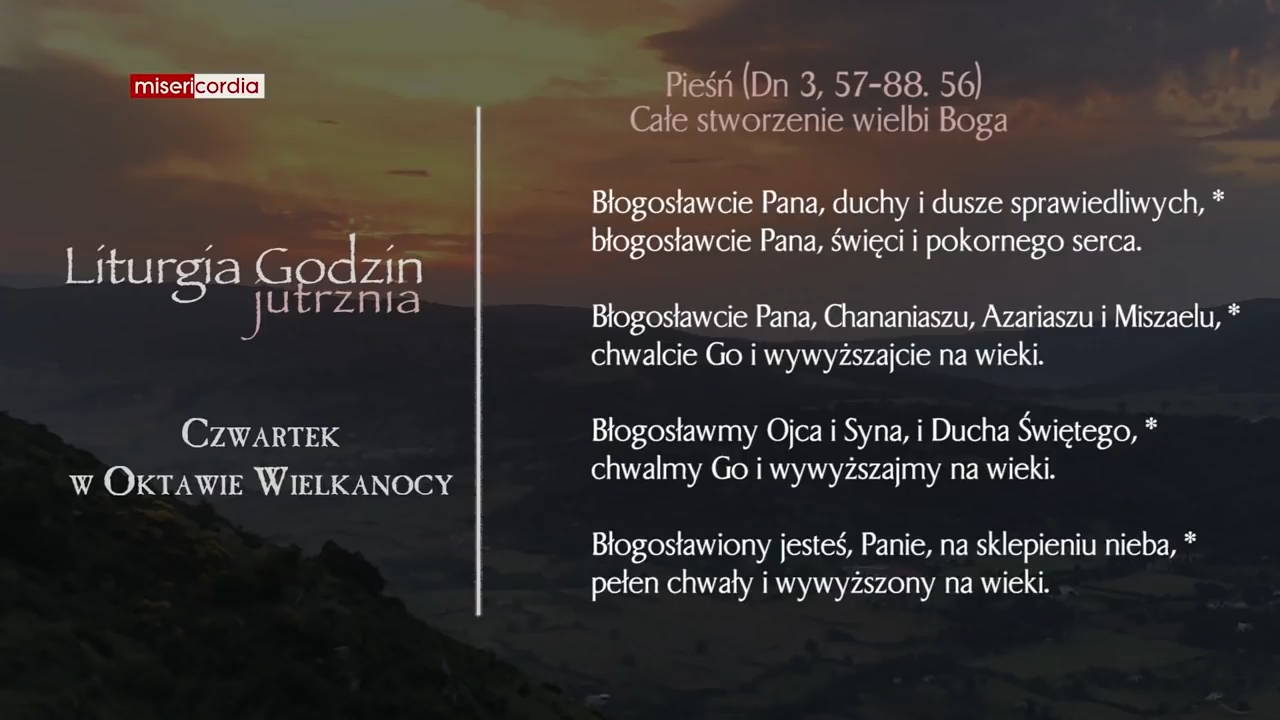 misericordia
Liturgia Godzin
jutrznia
Czwartek
w Oktawie Wielkanocy
Pieśń (Dn 3, 57-88. 56)
Całe stworzenie wielbi Boga
Błogosławcie Pana, duchy i dusze sprawiedliwych, *
błogosławcie Pana, święci i pokornego serca.
Błogosławcie Pana, Chananiaszu, Azariaszu i Miszaelu, *
chwalcie Go i wywyższajcie na wieki.
Błogosławmy Ojca i Syna, i Ducha Świętego, *
chwalmy Go i wywyższajmy na wieki.
Błogosławiony jesteś, Panie, na sklepieniu nieba, *
pełen chwały i wywyższony na wieki.